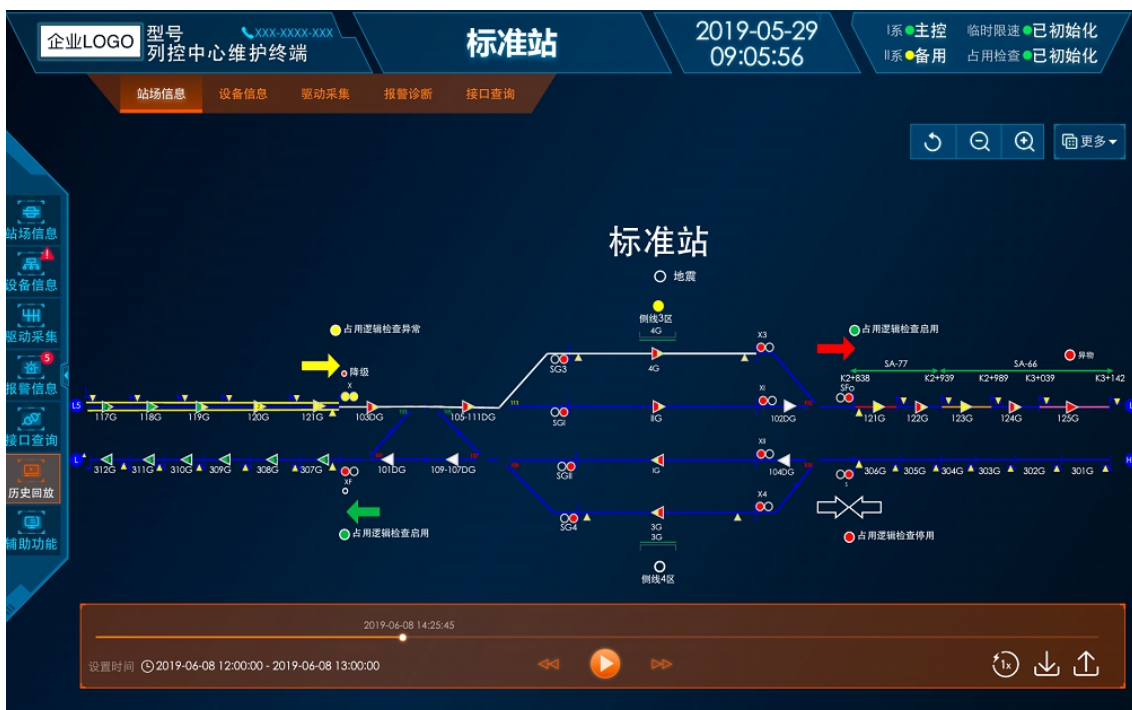 企业LOGO
型号
XXX-XXXX-XXX
列控中心维护终端
标准站
2019-05-29
09:05:56
I系 主控
临时限速 已初始化
II系 备用
占用检查 已初始化
站场信息 设备信息 驱动采集 报警诊断 接口查询
更多
站场信息
设备信息
驱动采集
5
报警信息
接口查询
历史回放
辅助功能
标准站
地震
侧线3区
4G
占用逻辑检查异常
占用逻辑检查启用
X3
异物
降级
SG3
4G
SA-77
SA-66
K2+838 K2+939 K2+989 K3+039 K3+142
X
XI
SFo
L5
117G 118G 119G 120G 121G 103DG 105-111DG
SGI
IIG
102DG
121G 122G 123G 124G 125G
XII
L
312G 311G 310G 309G 308G 307G
XF
101DG 109-107DG
SGII
IG
104DG
S
306G 305G 304G 303G 302G 301G
X4
SG4
3G
3G
占用逻辑检查启用
占用逻辑检查停用
侧线4区
2019-06-08 14:25:45
设置时间 2019-06-08 12:00:00 - 2019-06-08 13:00:00
1x